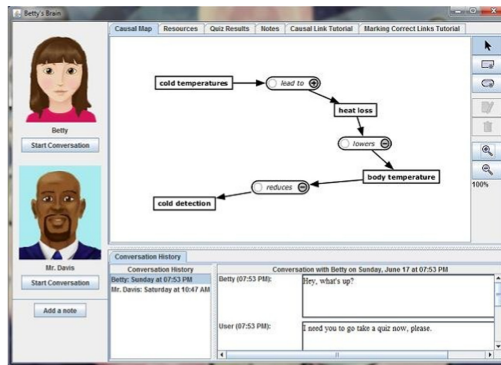 Betty's Brain
Causal Map Resources Quiz Results Notes Causal Link Tutorial Marking Correct Links Tutorial
cold temperatures
lead to
heat loss
lowers
body temperature
reduces
cold detection
100%
Betty
Start Conversation
Mr. Davis
Start Conversation
Add a note
Conversation History
Conversation History
Betty: Sunday at 07:53 PM
Mr. Davis: Saturday at 10:47 AM
Conversation with Betty on Sunday, June 17 at 07:53 PM
Betty (07:53 PM):
Hey, what's up?
User (07:53 PM):
I need you to go take a quiz now, please.